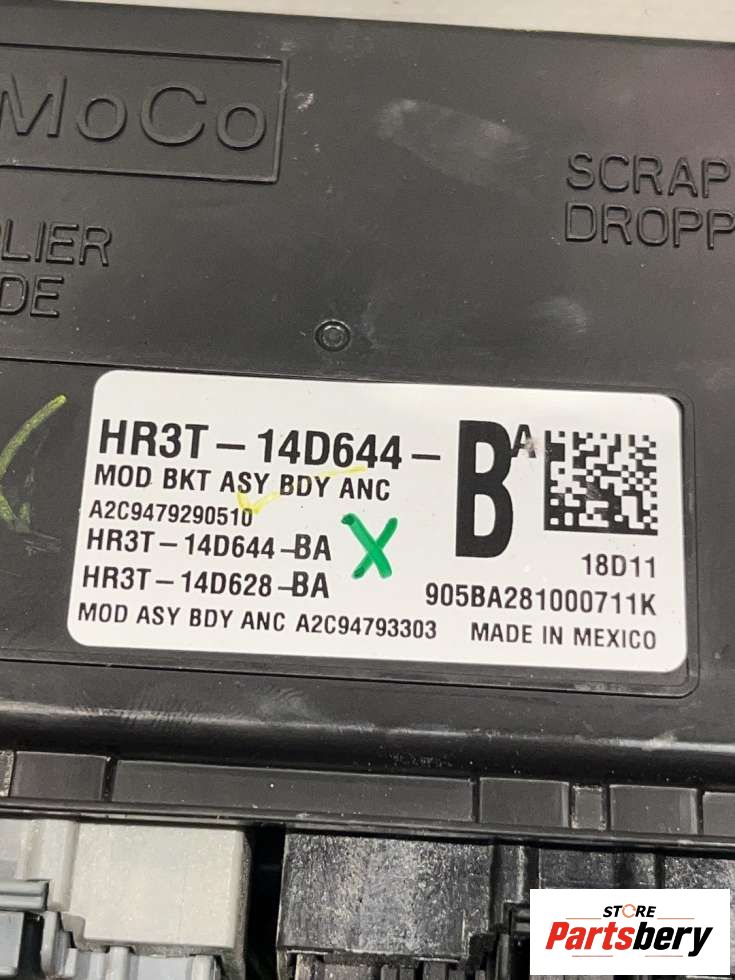 MoCo
SCRAP
DROPP
LIER
DE
HR3T-14D644-
BA
MOD BKT ASY BDY ANC
A2C9479290510
HR3T-14D644-BA X
HR3T-14D628-BA
18D11
905BA281000711K
MOD ASY BDY ANC A2C94793303
MADE IN MEXICO
STORE
Partsbery